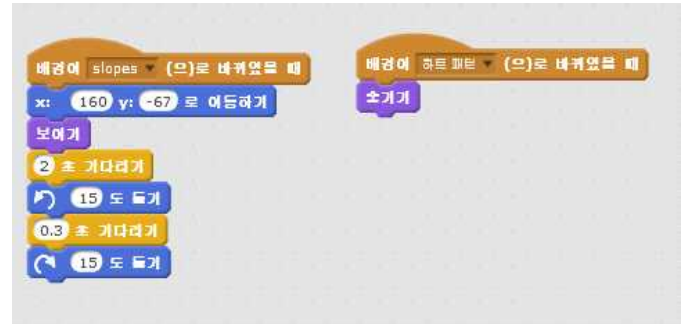 배경이 slopes (으)로 바뀌었을 때
x: 160 y: -67 로 이동하기
보이기
2 초 기다리기
15 도 돌기
0.3 초 기다리기
15 도 돌기
배경이 하트 패턴 (으)로 바뀌었을 때
숨기기